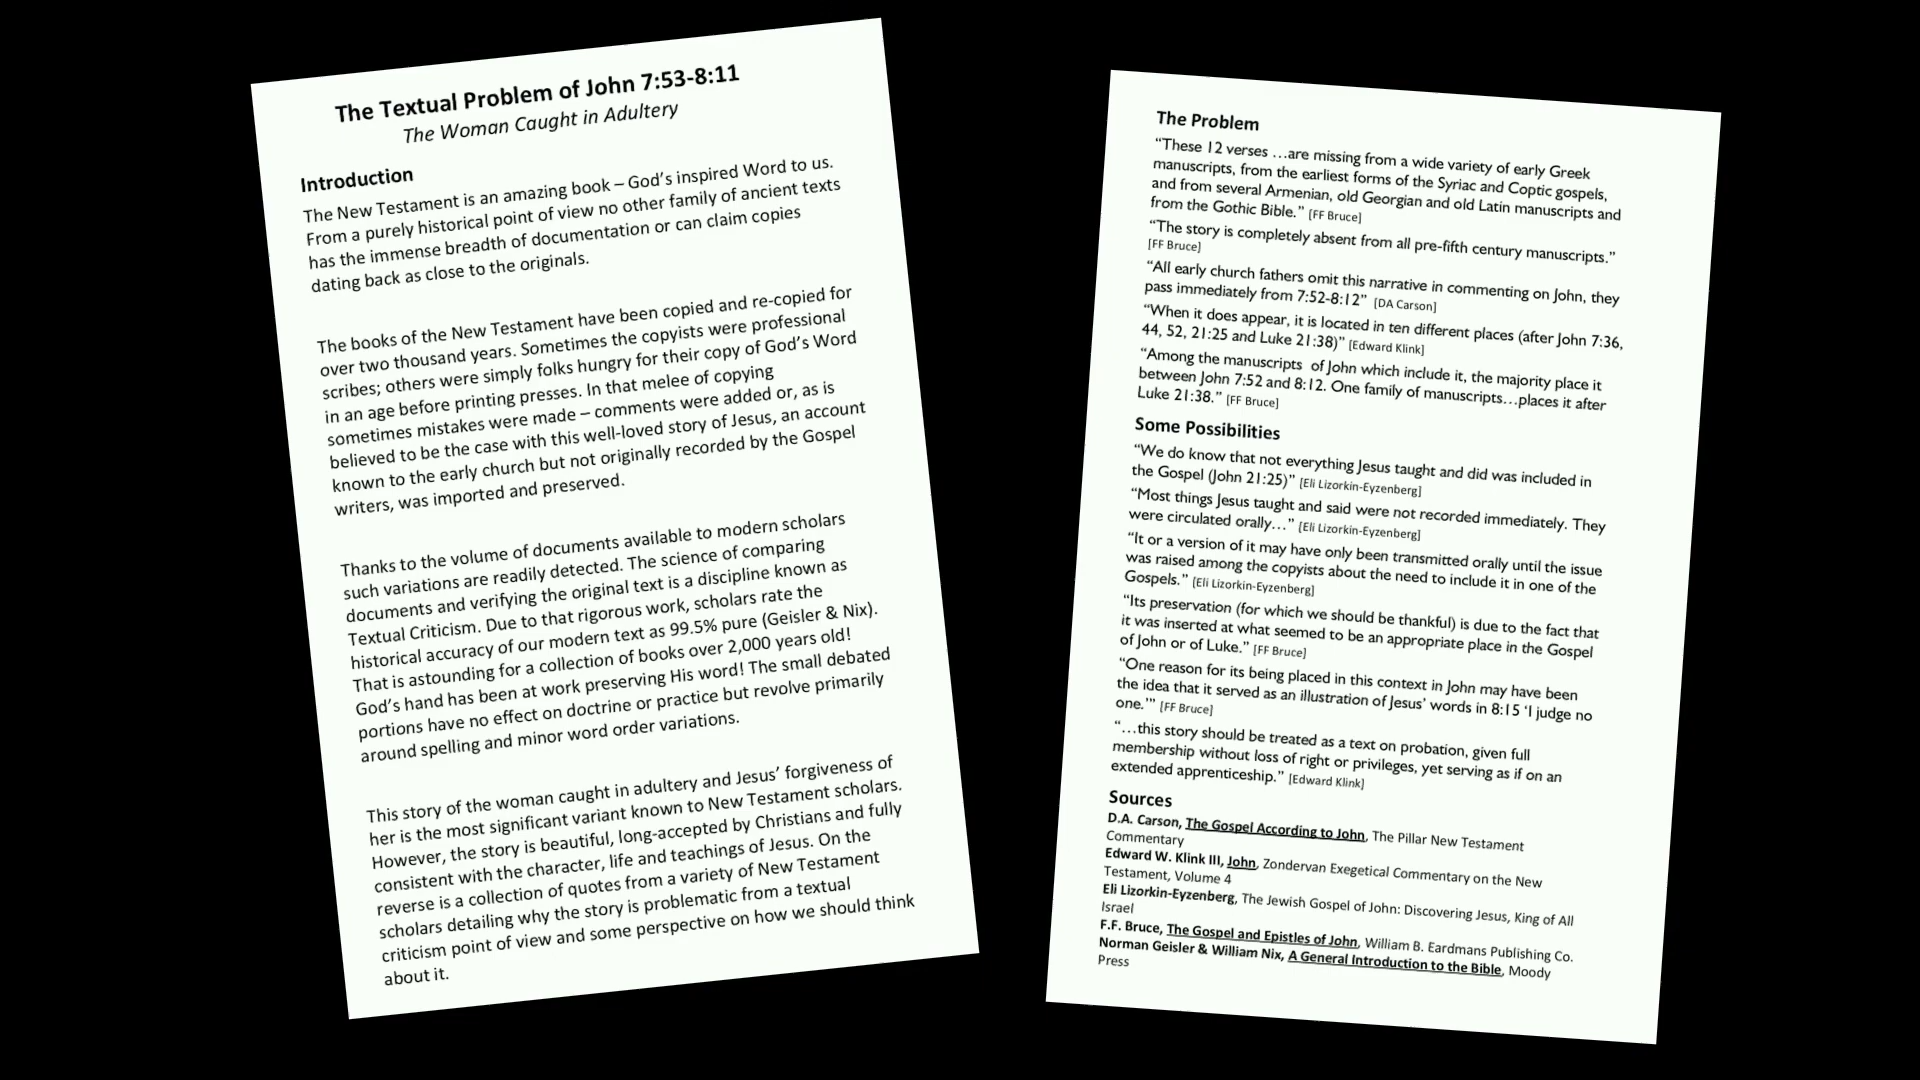 The Textual Problem of John 7:53-8:11
The Woman Caught in Adultery
Introduction
The New Testament is an amazing book – God’s inspired Word to us.
From a purely historical point of view no other family of ancient texts
has the immense breadth of documentation or can claim copies
dating back as close to the originals.
The books of the New Testament have been copied and re-copied for
over two thousand years. Sometimes the copyists were professional
scribes; others were simply folks hungry for their copy of God’s Word
in an age before printing presses. In that melee of copying
sometimes mistakes were made – comments were added or, as is
believed to be the case with this well-loved story of Jesus, an account
known to the early church but not originally recorded by the Gospel
writers, was imported and preserved.
Thanks to the volume of documents available to modern scholars
such variations are readily detected. The science of comparing
documents and verifying the original text is a discipline known as
Textual Criticism. Due to that rigorous work, scholars rate the
historical accuracy of our modern text as 99.5% pure (Geisler & Nix).
That is astounding for a collection of books over 2,000 years old!
God’s hand has been at work preserving His word! The small debated
portions have no effect on doctrine or practice but revolve primarily
around spelling and minor word order variations.
This story of the woman caught in adultery and Jesus’ forgiveness of
her is the most significant variant known to New Testament scholars.
However, the story is beautiful, long-accepted by Christians and fully
consistent with the character, life and teachings of Jesus. On the
reverse is a collection of quotes from a variety of New Testament
scholars detailing why the story is problematic from a textual
criticism point of view and some perspective on how we should think
about it.
The Problem
“These 12 verses …are missing from a wide variety of early Greek
manuscripts, from the earliest forms of the Syriac and Coptic gospels,
and from several Armenian, old Georgian and old Latin manuscripts and
from the Gothic Bible.” [FF Bruce]
“The story is completely absent from all pre-fifth century manuscripts.”
[FF Bruce]
“All early church fathers omit this narrative in commenting on John, they
pass immediately from 7:52-8:12” [DA Carson]
“When it does appear, it is located in ten different places (after John 7:36,
44, 52, 21:25 and Luke 21:38)” [Edward Klink]
“Among the manuscripts of John which include it, the majority place it
between John 7:52 and 8:12. One family of manuscripts…places it after
Luke 21:38.” [FF Bruce]
Some Possibilities
“We do know that not everything Jesus taught and did was included in
the Gospel (John 21:25)” [Eli Lizorkin-Eyzenberg]
“Most things Jesus taught and said were not recorded immediately. They
were circulated orally…” [Eli Lizorkin-Eyzenberg]
“It or a version of it may have only been transmitted orally until the issue
was raised among the copyists about the need to include it in one of the
Gospels.” [Eli Lizorkin-Eyzenberg]
“Its preservation (for which we should be thankful) is due to the fact that
it was inserted at what seemed to be an appropriate place in the Gospel
of John or of Luke.” [FF Bruce]
“One reason for its being placed in this context in John may have been
the idea that it served as an illustration of Jesus’ words in 8:15 ‘I judge no
one.’” [FF Bruce]
“…this story should be treated as a text on probation, given full
membership without loss of right or privileges, yet serving as if on an
extended apprenticeship.” [Edward Klink]
Sources
D.A. Carson, The Gospel According to John, The Pillar New Testament
Commentary
Edward W. Klink III, John, Zondervan Exegetical Commentary on the New
Testament, Volume 4
Eli Lizorkin-Eyzenberg, The Jewish Gospel of John: Discovering Jesus, King of All
Israel
F.F. Bruce, The Gospel and Epistles of John, William B. Eardmans Publishing Co.
Norman Geisler & William Nix, A General Introduction to the Bible, Moody
Press